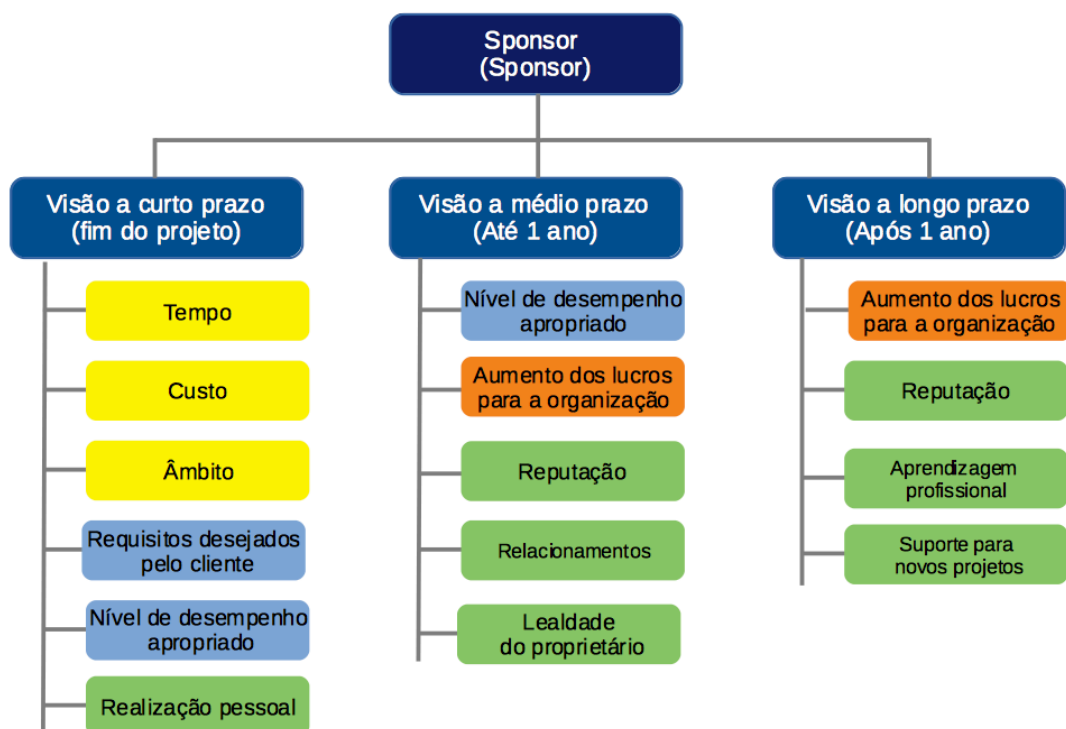 Sponsor
(Sponsor)
Visão a curto prazo
(fim do projeto)
Tempo
Custo
Âmbito
Requisitos desejados
pelo cliente
Nível de desempenho
apropriado
Realização pessoal
Visão a médio prazo
(Até 1 ano)
Nível de desempenho
apropriado
Aumento dos lucros
para a organização
Reputação
Relacionamentos
Lealdade
do proprietário
Visão a longo prazo
(Após 1 ano)
Aumento dos lucros
para a organização
Reputação
Aprendizagem
profissional
Suporte para
novos projetos